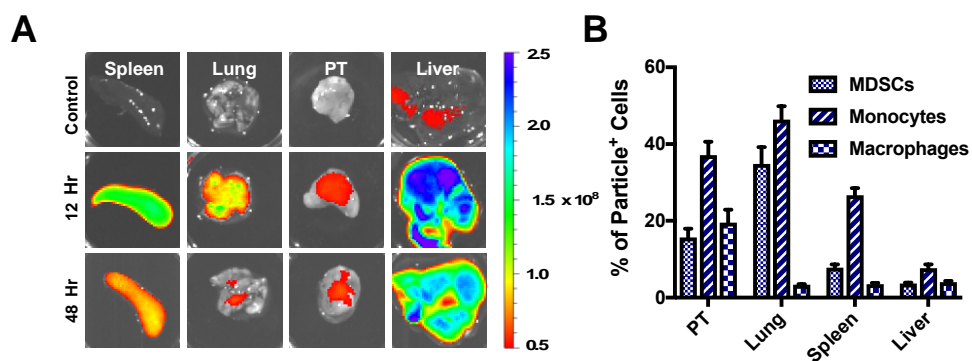 A
Spleen Lung PT Liver
Control
12 Hr
48 Hr
2.5
2.0
1.5 x 10⁸
1.0
0.5
B
% of Particle⁺ Cells
60
40
20
0
MDSCs
Monocytes
Macrophages
PT Lung Spleen Liver